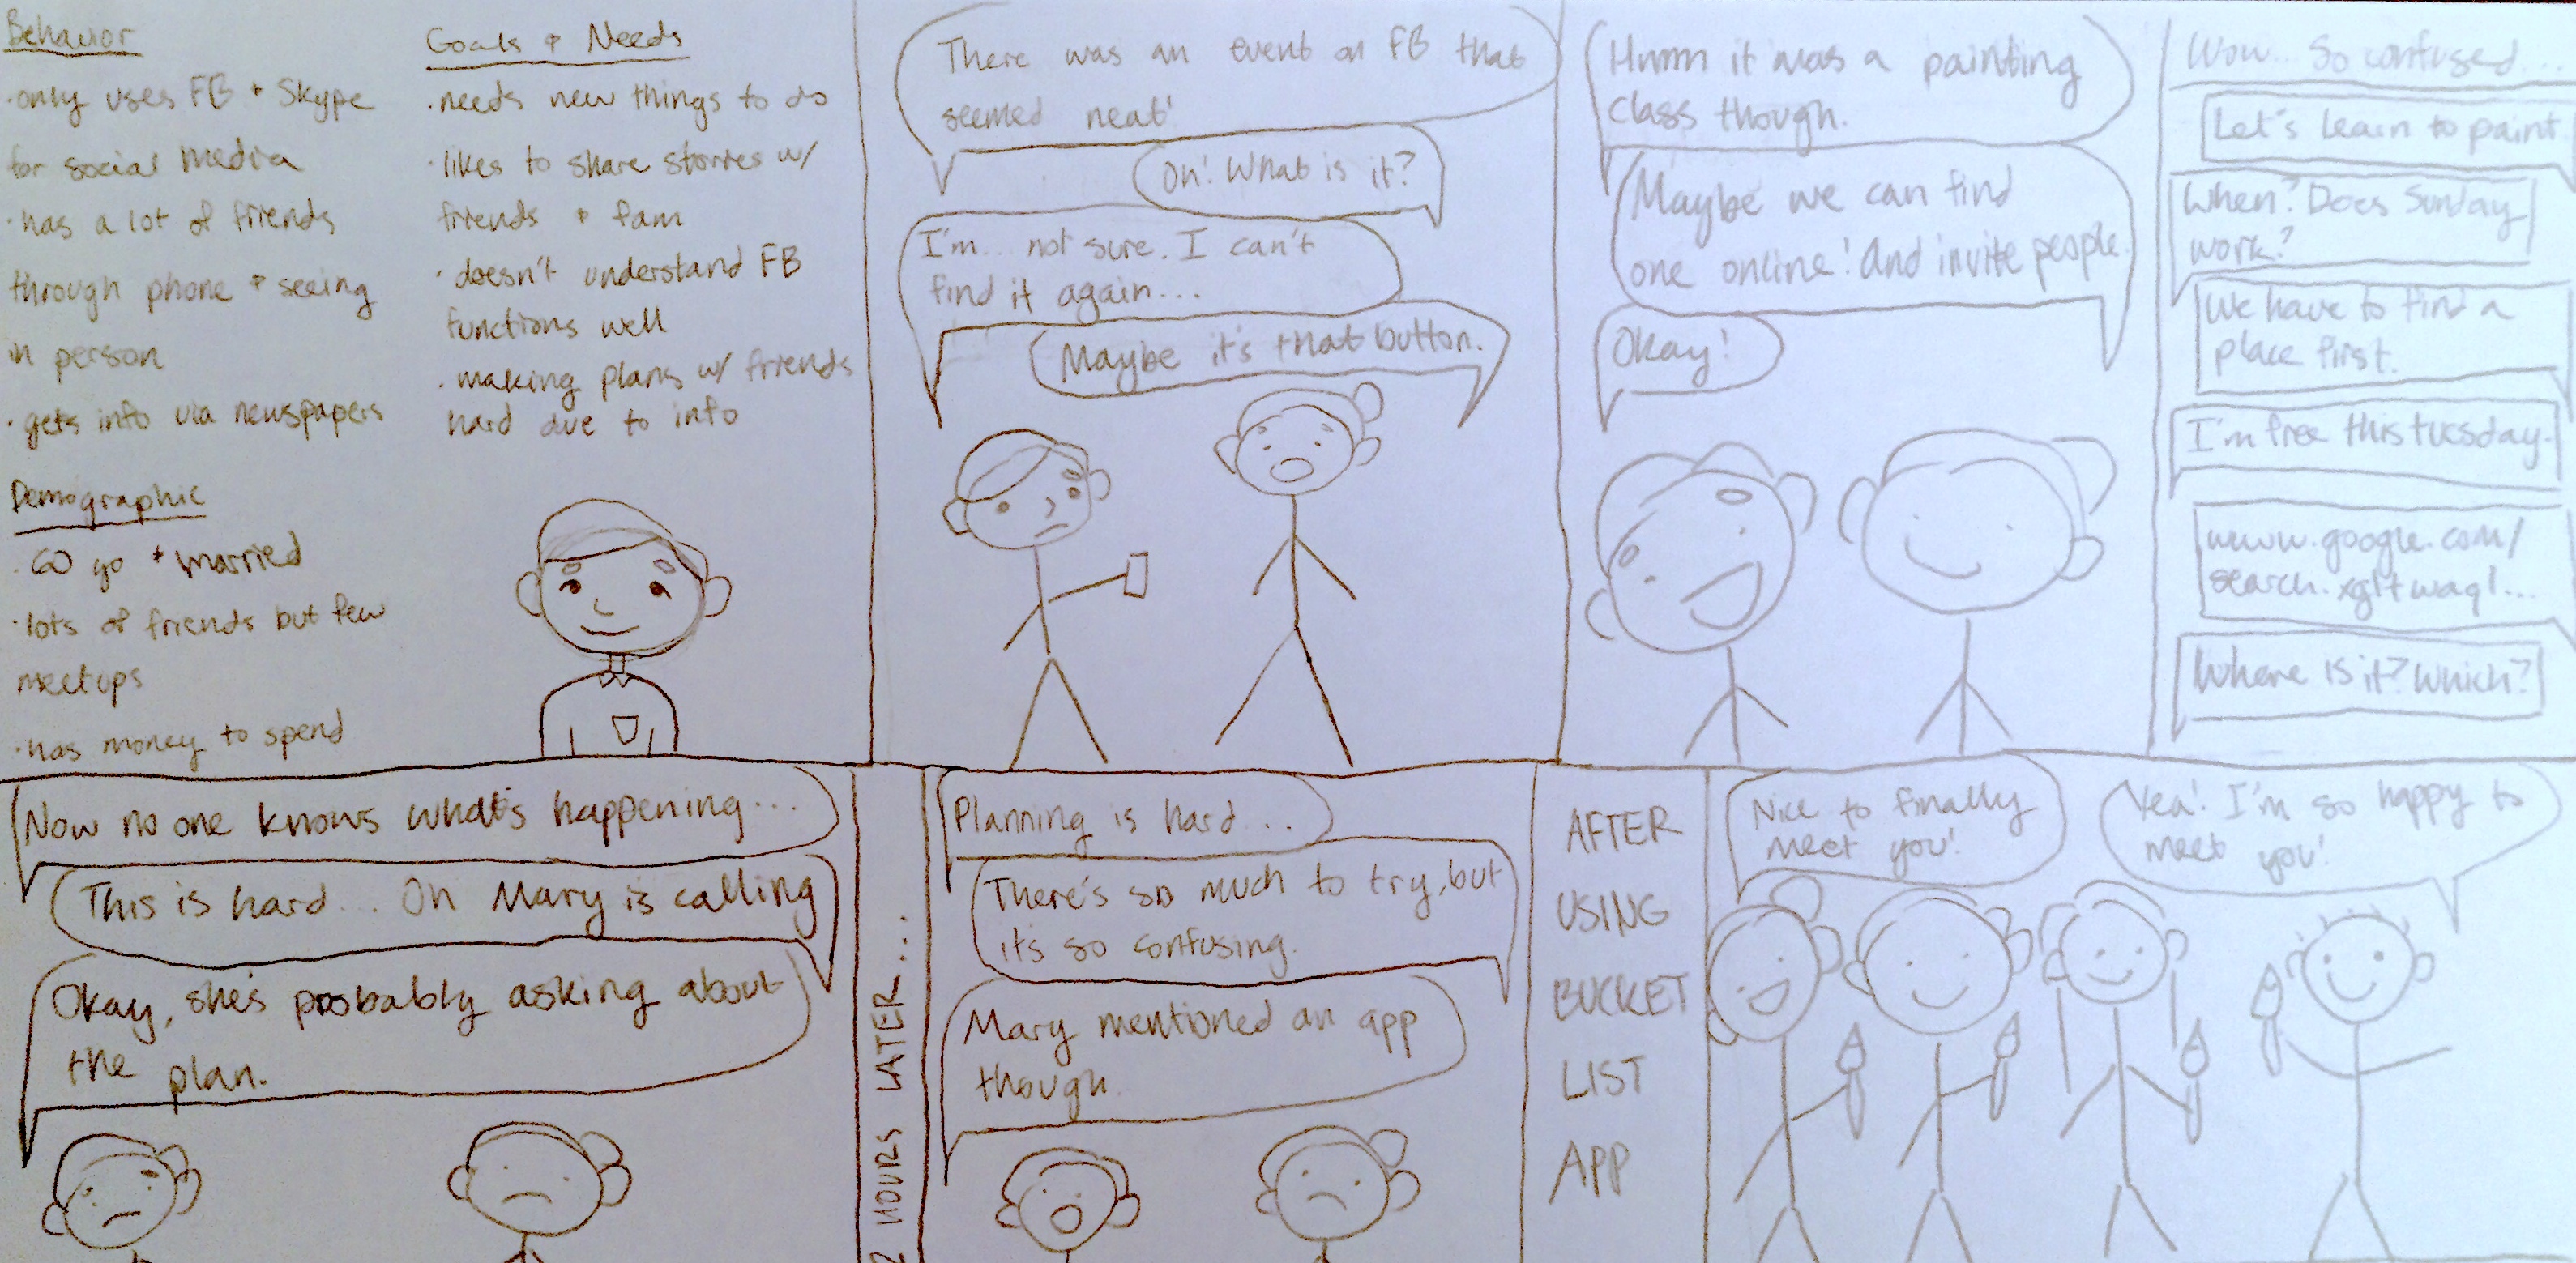 Behavior
·only uses FB + Skype
for social media
·has a lot of friends
through phone + seeing
in person
·gets info via newspapers
Demographic
·60 yo + married
·lots of friends but few
meetups
·has money to spend
Goals + Needs
·needs new things to do
·likes to share stories w/
friends + fam
·doesn't understand FB
functions well
·making plans w/ friends
hard due to info
There was an event on FB that
seemed neat!
Oh! What is it?
I'm... not sure. I can't
find it again...
Maybe it's that button.
Hmm it was a painting
class though.
Maybe we can find
one online! And invite people.
Okay!
Wow... So confused...
Let's learn to paint
When? Does Sunday
work?
We have to find a
place first.
I'm free this tuesday.
www.google.com/
search.xgftwaql...
Where is it? Which?
Now no one knows what's happening...
This is hard... Oh Mary is calling
Okay, she's probably asking about
the plan.
2 HOURS LATER...
Planning is hard...
There's so much to try, but
it's so confusing.
Mary mentioned an app
though.
AFTER
USING
BUCKET
LIST
APP
Nice to finally
meet you!
Yea! I'm so happy to
meet you!